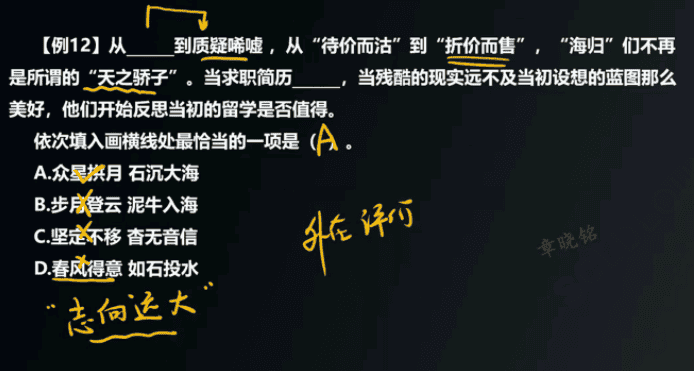 【例12】从______到质疑唏嘘，从“待价而沽”到“折价而售”，“海归”们不再
是所谓的“天之骄子”。当求职简历______，当残酷的现实远不及当初设想的蓝图那么
美好，他们开始反思当初的留学是否值得。
依次填入画横线处最恰当的一项是（A）。
A.众星拱月 石沉大海
B.步月登云 泥牛入海
C.坚定不移 杳无音信
D.春风得意 如石投水
外在评价
章晓铭
“志向远大”